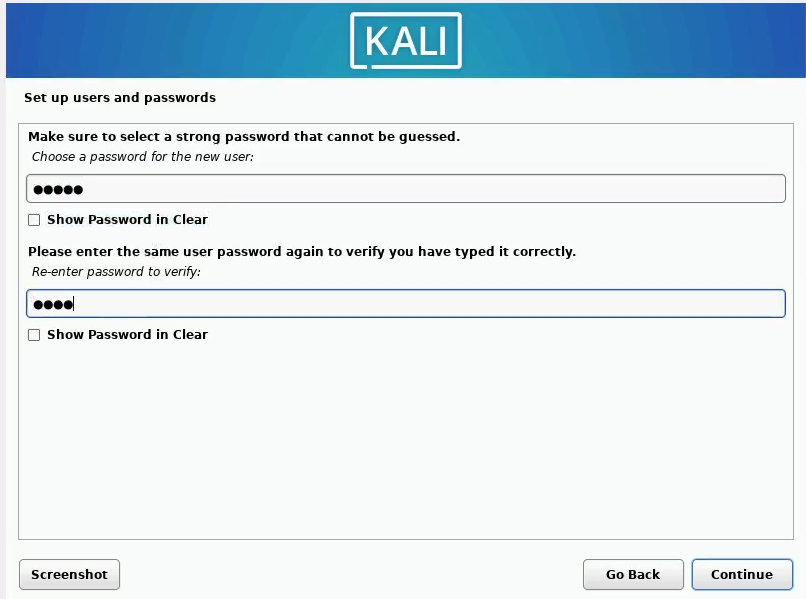 KALI
Set up users and passwords
Make sure to select a strong password that cannot be guessed.
Choose a password for the new user:
●●●●●
Show Password in Clear
Please enter the same user password again to verify you have typed it correctly.
Re-enter password to verify:
●●●●
Show Password in Clear
Screenshot
Go Back
Continue